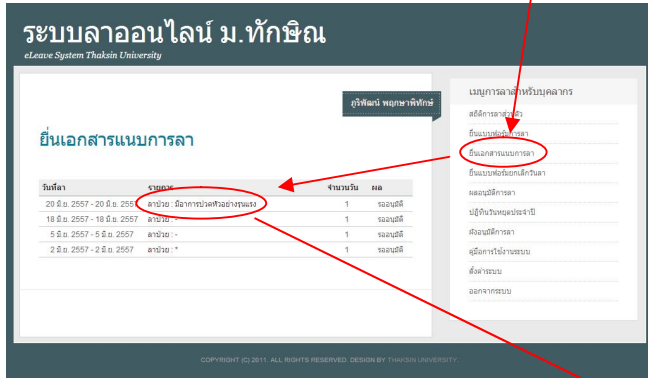 ระบบลาออนไลน์ ม.ทักษิณ
eLeave System Thaksin University
ภูริพัฒน์ พฤกษาพิทักษ์
ยื่นเอกสารแนบการลา
วันที่ลา รายการ จำนวนวัน ผล
20 มิ.ย. 2557 - 20 มิ.ย. 2557 ลาป่วย : มีอาการปวดหัวอย่างรุนแรง 1 รออนุมัติ
18 มิ.ย. 2557 - 18 มิ.ย. 2557 ลาป่วย : - 1 รออนุมัติ
5 มิ.ย. 2557 - 5 มิ.ย. 2557 ลาป่วย : - 1 รออนุมัติ
2 มิ.ย. 2557 - 2 มิ.ย. 2557 ลาป่วย : * 1 รออนุมัติ
เมนูการลาสำหรับบุคลากร
สถิติการลาส่วนตัว
ยื่นแบบฟอร์มการลา
ยื่นเอกสารแนบการลา
ยื่นแบบฟอร์มยกเลิกวันลา
ผลอนุมัติการลา
ปฏิทินวันหยุดประจำปี
ผังอนุมัติการลา
คู่มือการใช้งานระบบ
ตั้งค่าระบบ
ออกจากระบบ
COPYRIGHT (C) 2011. ALL RIGHTS RESERVED. DESIGN BY THAKSIN UNIVERSITY